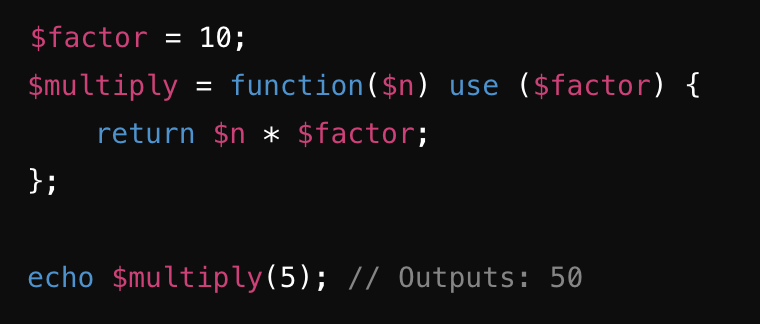 $factor = 10;
$multiply = function($n) use ($factor) {
    return $n * $factor;
};

echo $multiply(5); // Outputs: 50